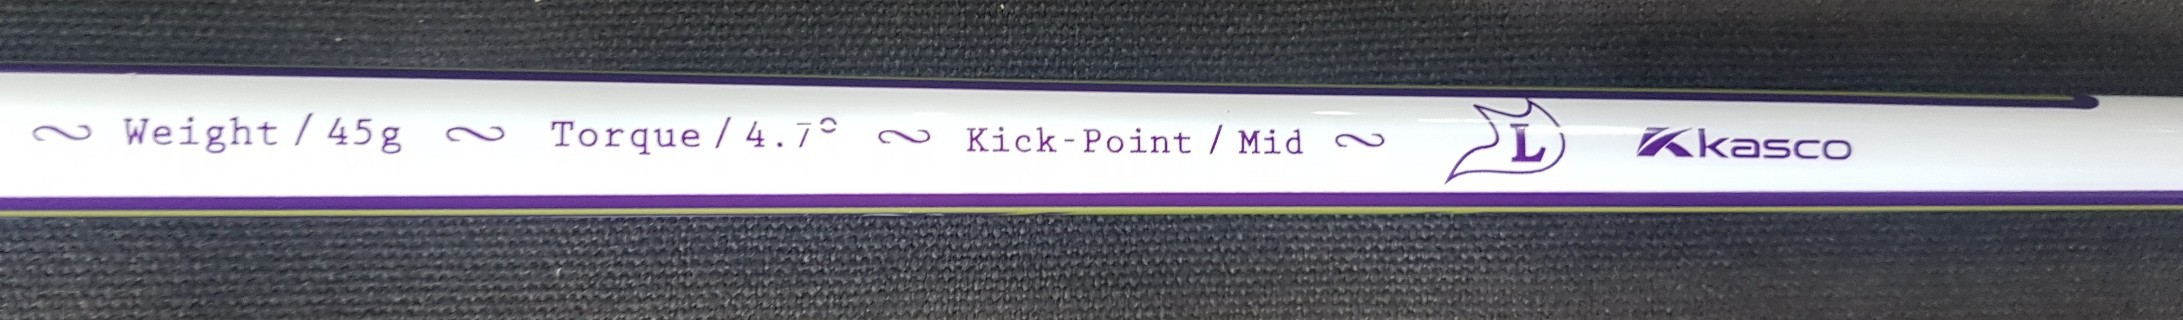 ~ Weight / 45g ~ Torque / 4.7° ~ Kick-Point / Mid ~ L kasco